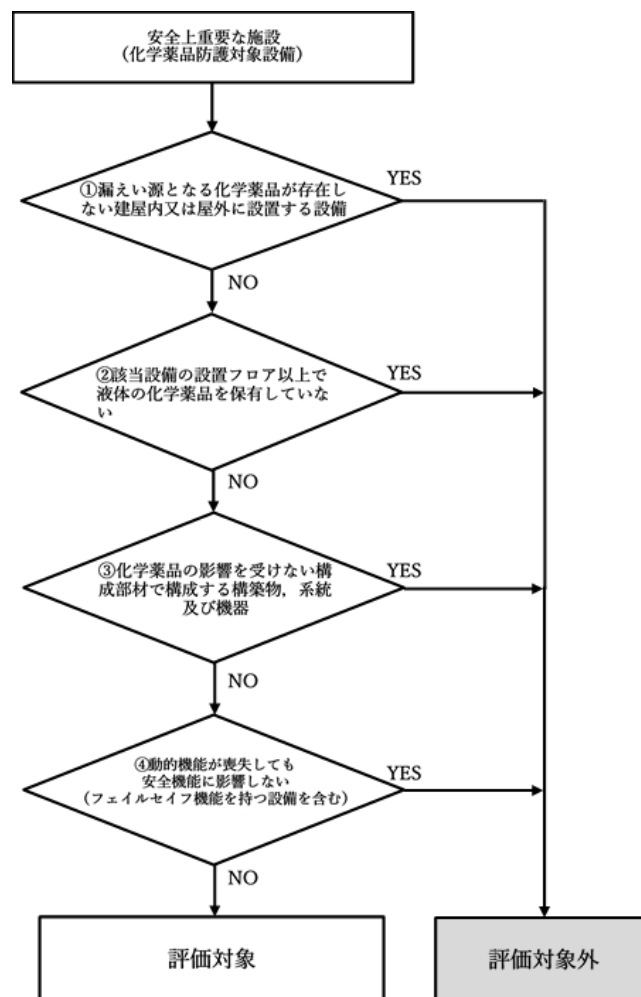 安全上重要な施設
（化学薬品防護対象設備）
①漏えい源となる化学薬品が存在し
ない建屋内又は屋外に設置する設備
YES
NO
②該当設備の設置フロア以上で
液体の化学薬品を保有していな
い
YES
NO
③化学薬品の影響を受けない構
成部材で構成する構築物，系統
及び機器
YES
NO
④動的機能が喪失しても
安全機能に影響しない
（フェイルセイフ機能を持つ設備を含む）
YES
NO
評価対象
評価対象外